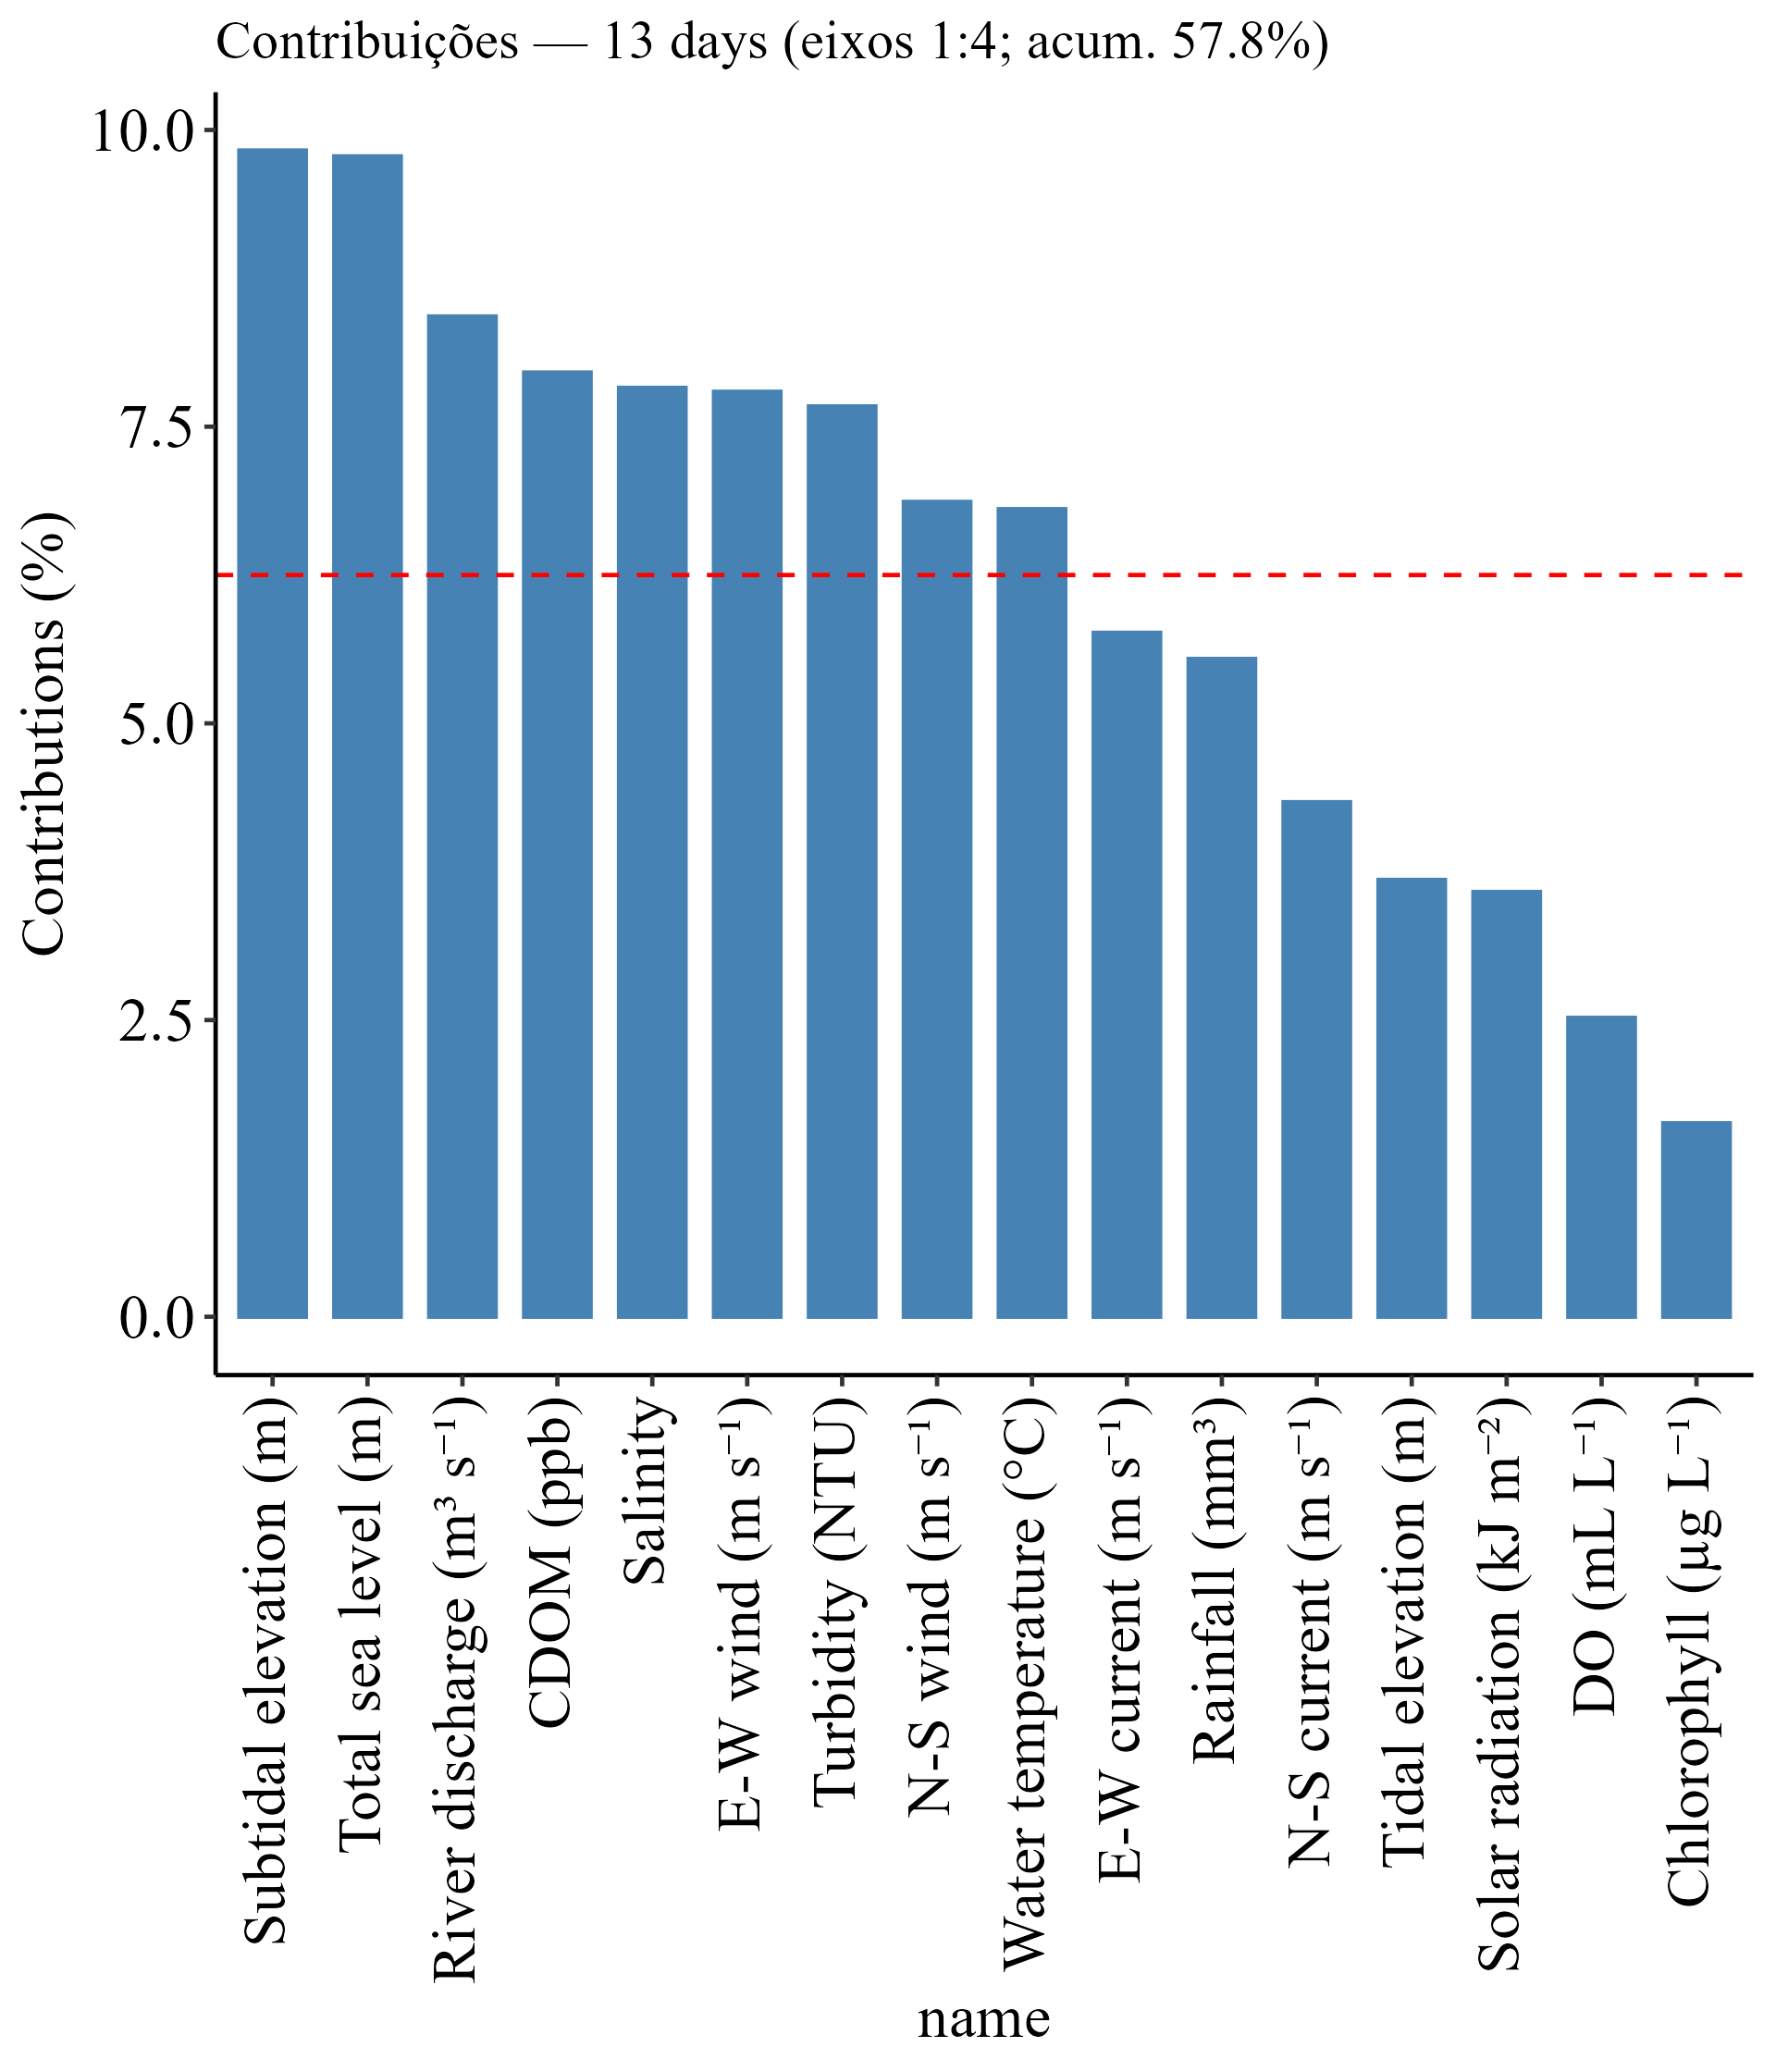 Contribuições — 13 days (eixos 1:4; acum. 57.8%)
Contributions (%)
10.0
7.5
5.0
2.5
0.0
Subtidal elevation (m)
Total sea level (m)
River discharge (m³ s⁻¹)
CDOM (ppb)
Salinity
E-W wind (m s⁻¹)
Turbidity (NTU)
N-S wind (m s⁻¹)
Water temperature (°C)
E-W current (m s⁻¹)
Rainfall (mm³)
N-S current (m s⁻¹)
Tidal elevation (m)
Solar radiation (kJ m⁻²)
DO (mL L⁻¹)
Chlorophyll (μg L⁻¹)
name